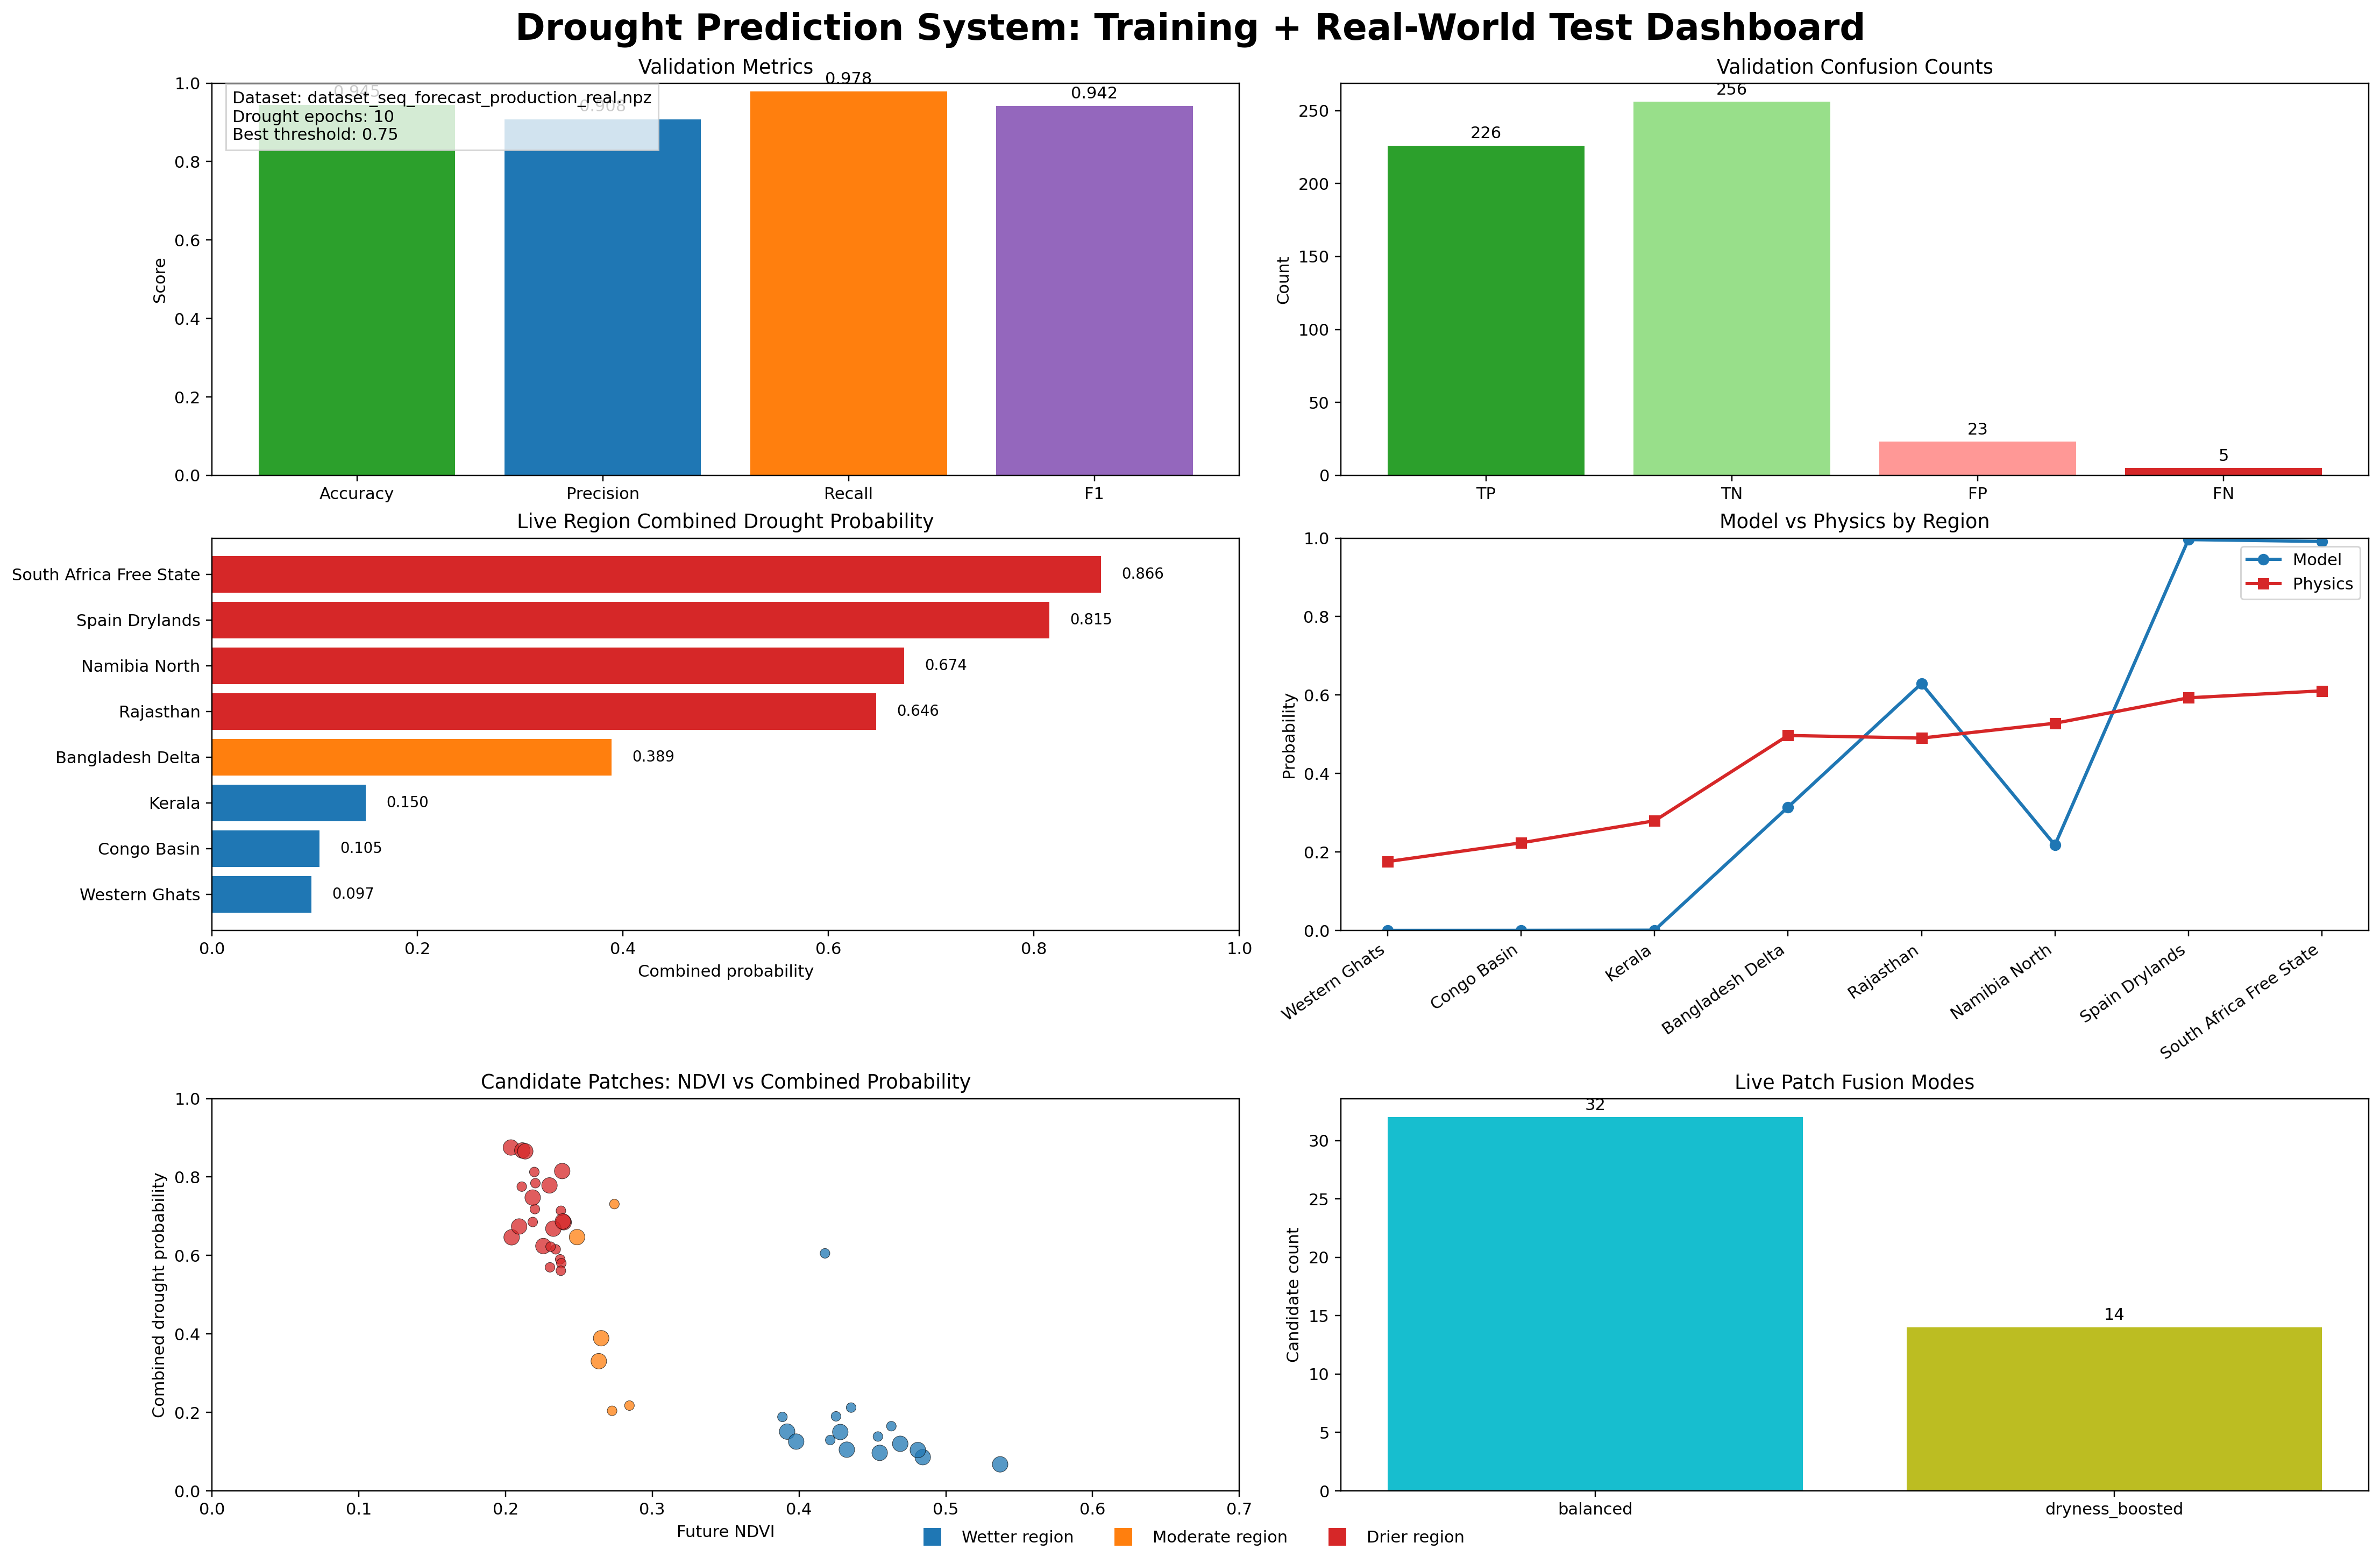 Drought Prediction System: Training + Real-World Test Dashboard
Validation Metrics
1.0
0.8
0.6
0.4
0.2
0.0
Score
0.945
0.908
0.978
0.942
Dataset: dataset_seq_forecast_production_real.npz
Drought epochs: 10
Best threshold: 0.75
Accuracy
Precision
Recall
F1
Validation Confusion Counts
250
200
150
100
50
0
Count
226
256
23
5
TP
TN
FP
FN
Live Region Combined Drought Probability
South Africa Free State
0.866
Spain Drylands
0.815
Namibia North
0.674
Rajasthan
0.646
Bangladesh Delta
0.389
Kerala
0.150
Congo Basin
0.105
Western Ghats
0.097
0.0
0.2
0.4
0.6
0.8
1.0
Combined probability
Model vs Physics by Region
1.0
0.8
0.6
0.4
0.2
0.0
Probability
Model
Physics
Western Ghats
Congo Basin
Kerala
Bangladesh Delta
Rajasthan
Namibia North
Spain Drylands
South Africa Free State
Candidate Patches: NDVI vs Combined Probability
1.0
0.8
0.6
0.4
0.2
0.0
Combined drought probability
0.0
0.1
0.2
0.3
0.4
0.5
0.6
0.7
Future NDVI
Live Patch Fusion Modes
30
25
20
15
10
5
0
Candidate count
32
14
balanced
dryness_boosted
Wetter region
Moderate region
Drier region